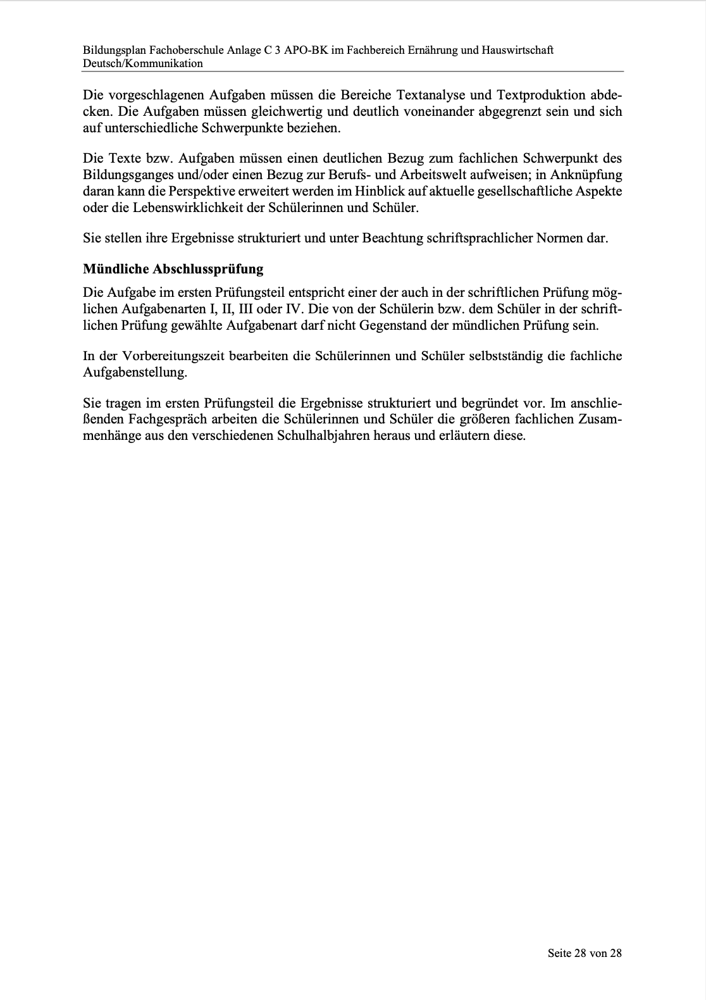 Bildungsplan Fachoberschule Anlage C 3 APO-BK im Fachbereich Ernährung und Hauswirtschaft
Deutsch/Kommunikation
Die vorgeschlagenen Aufgaben müssen die Bereiche Textanalyse und Textproduktion abde-
cken. Die Aufgaben müssen gleichwertig und deutlich voneinander abgegrenzt sein und sich
auf unterschiedliche Schwerpunkte beziehen.
Die Texte bzw. Aufgaben müssen einen deutlichen Bezug zum fachlichen Schwerpunkt des
Bildungsganges und/oder einen Bezug zur Berufs- und Arbeitswelt aufweisen; in Anknüpfung
daran kann die Perspektive erweitert werden im Hinblick auf aktuelle gesellschaftliche Aspekte
oder die Lebenswirklichkeit der Schülerinnen und Schüler.
Sie stellen ihre Ergebnisse strukturiert und unter Beachtung schriftsprachlicher Normen dar.
Mündliche Abschlussprüfung
Die Aufgabe im ersten Prüfungsteil entspricht einer der auch in der schriftlichen Prüfung mög-
lichen Aufgabenarten I, II, III oder IV. Die von der Schülerin bzw. dem Schüler in der schrift-
lichen Prüfung gewählte Aufgabenart darf nicht Gegenstand der mündlichen Prüfung sein.
In der Vorbereitungszeit bearbeiten die Schülerinnen und Schüler selbstständig die fachliche
Aufgabenstellung.
Sie tragen im ersten Prüfungsteil die Ergebnisse strukturiert und begründet vor. Im anschlie-
ßenden Fachgespräch arbeiten die Schülerinnen und Schüler die größeren fachlichen Zusam-
menhänge aus den verschiedenen Schulhalbjahren heraus und erläutern diese.
Seite 28 von 28